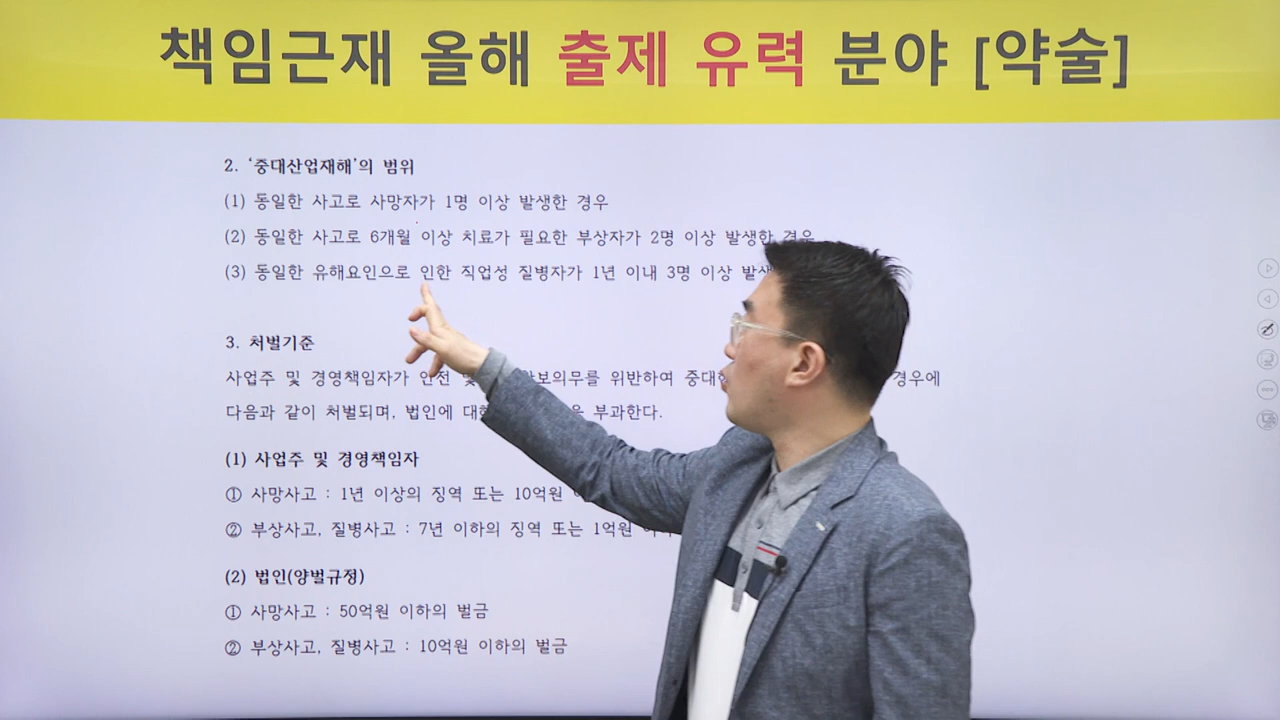 책임근재 올해 출제 유력 분야 [약술]
2. ‘중대산업재해’의 범위
(1) 동일한 사고로 사망자가 1명 이상 발생한 경우
(2) 동일한 사고로 6개월 이상 치료가 필요한 부상자가 2명 이상 발생한 경우
(3) 동일한 유해요인으로 인한 직업성 질병자가 1년 이내 3명 이상
3. 처벌기준
사업주 및 경영책임자가 안전 및 위반하여 경우에
다음과 같이 처벌되며, 법인에 부과한다.
(1) 사업주 및 경영책임자
① 사망사고 : 1년 이상의 징역 또는 10억원
② 부상사고, 질병사고 : 7년 이하의 징역 또는 1억원
(2) 법인(양벌규정)
① 사망사고 : 50억원 이하의 벌금
② 부상사고, 질병사고 : 10억원 이하의 벌금